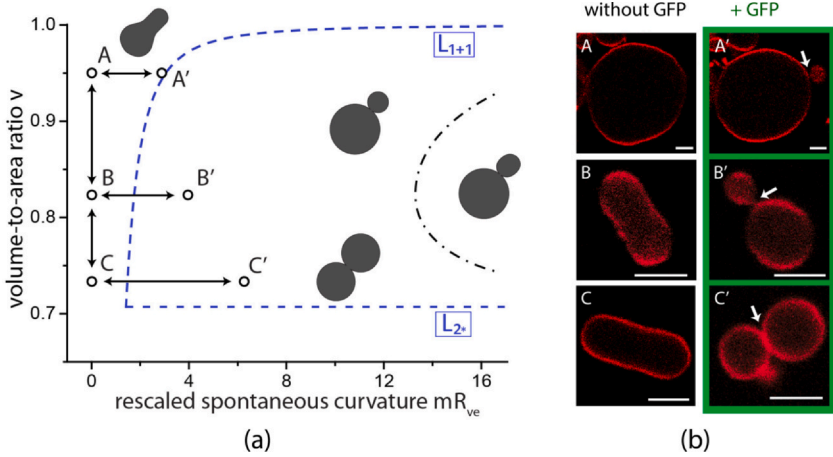 without GFP
+ GFP
1.0
0.9
0.8
0.7
volume-to-area ratio v
A
A'
B
B'
C
C'
L1+1
L2*
0
4
8
12
16
rescaled spontaneous curvature mRve
(a)
A
A'
B
B'
C
C'
(b)